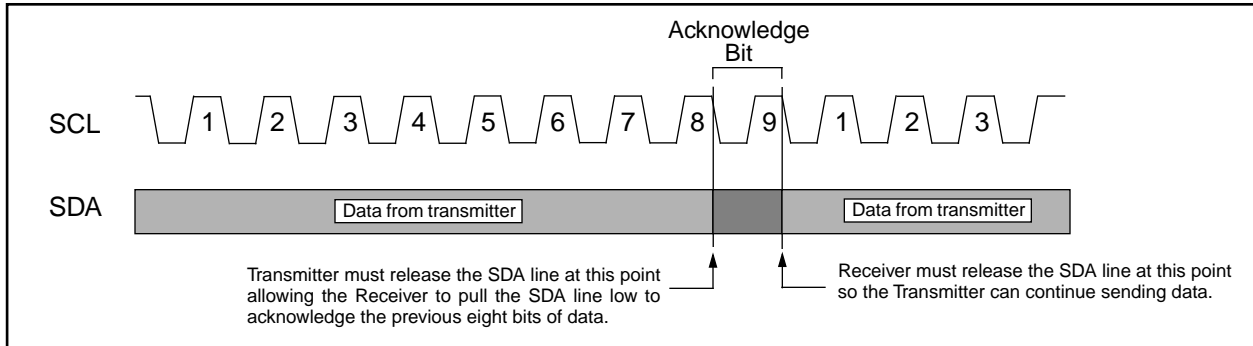 Acknowledge
Bit
SCL
1 2 3 4 5 6 7 8 9 1 2 3
SDA
Data from transmitter
Data from transmitter
Transmitter must release the SDA line at this point
allowing the Receiver to pull the SDA line low to
acknowledge the previous eight bits of data.
Receiver must release the SDA line at this point
so the Transmitter can continue sending data.